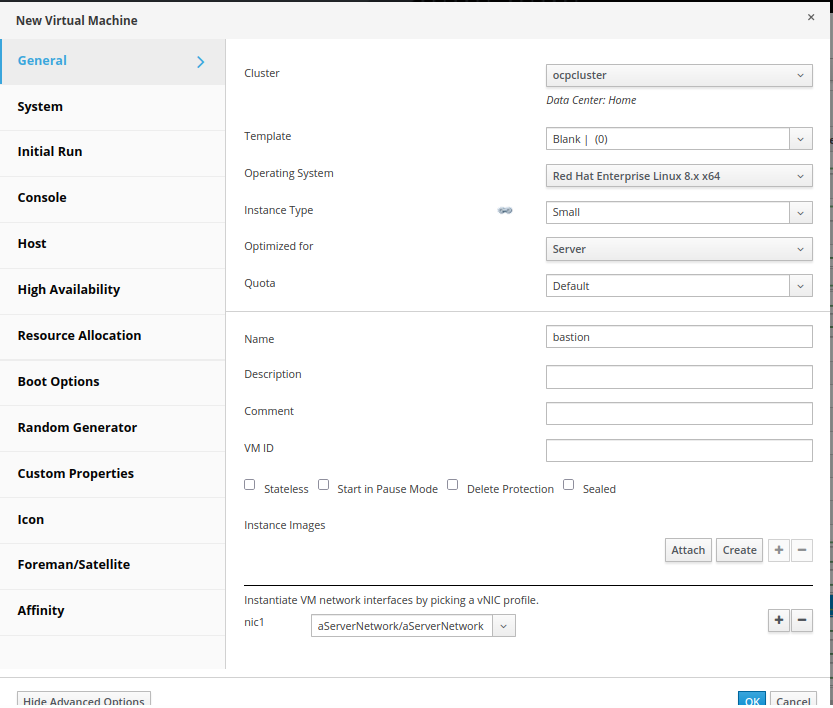 New Virtual Machine
×
General
System
Initial Run
Console
Host
High Availability
Resource Allocation
Boot Options
Random Generator
Custom Properties
Icon
Foreman/Satellite
Affinity
Cluster
ocpcluster
Data Center: Home
Template
Blank | (0)
Operating System
Red Hat Enterprise Linux 8.x x64
Instance Type
Small
Optimized for
Server
Quota
Default
Name
bastion
Description
Comment
VM ID
Stateless Start in Pause Mode Delete Protection Sealed
Instance Images
Attach Create + −
Instantiate VM network interfaces by picking a vNIC profile.
nic1
aServerNetwork/aServerNetwork
+ −
Hide Advanced Options
OK Cancel